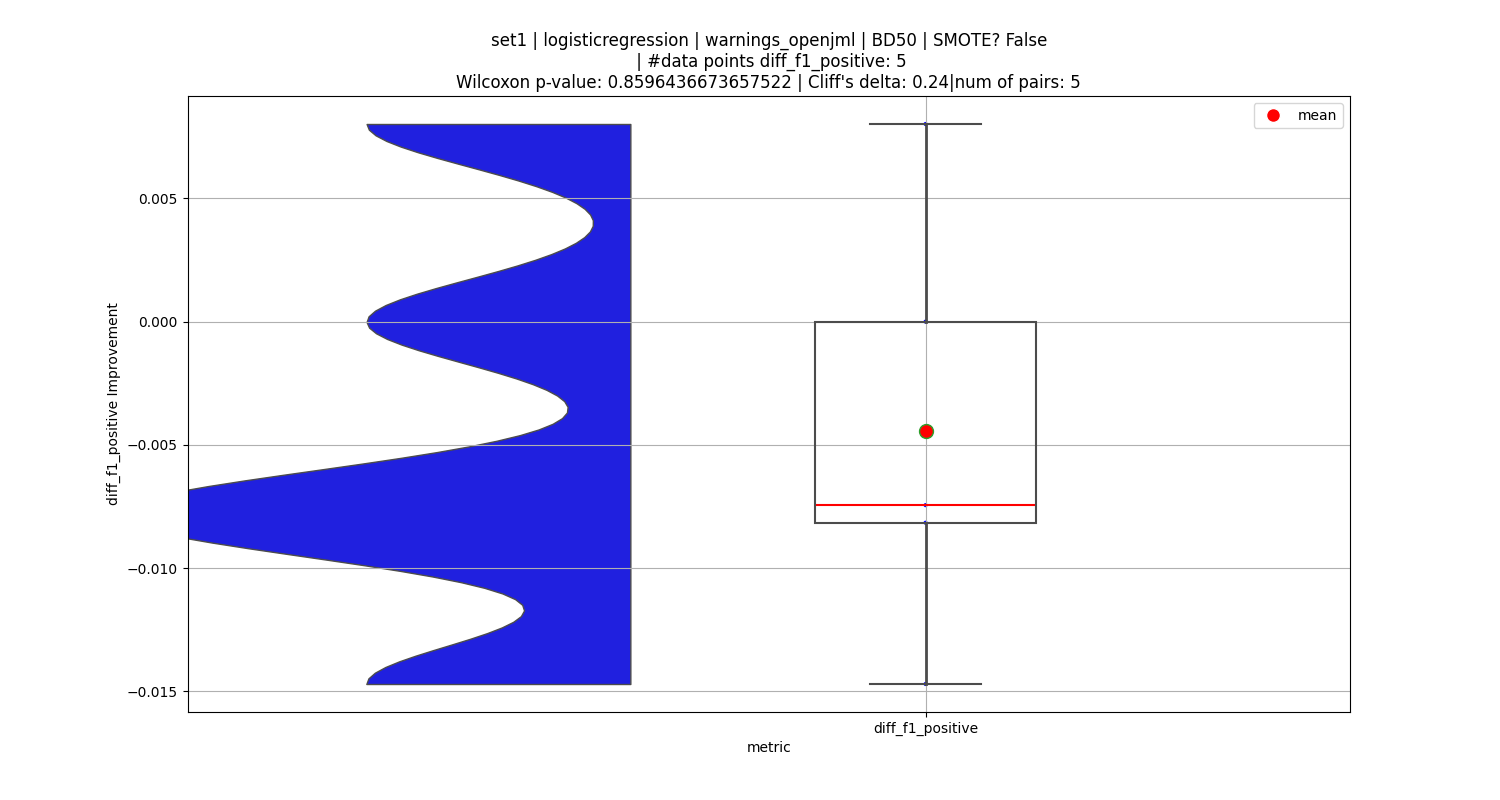 set1 | logisticregression | warnings_openjml | BD50 | SMOTE? False
| #data points diff_f1_positive: 5
Wilcoxon p-value: 0.8596436673657522 | Cliff's delta: 0.24|num of pairs: 5
mean
diff_f1_positive Improvement
0.005
0.000
−0.005
−0.010
−0.015
diff_f1_positive
metric